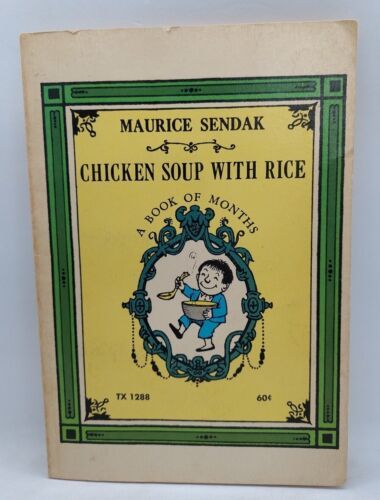 MAURICE SENDAK
CHICKEN SOUP WITH RICE
A BOOK OF MONTHS
TX 1288 60¢